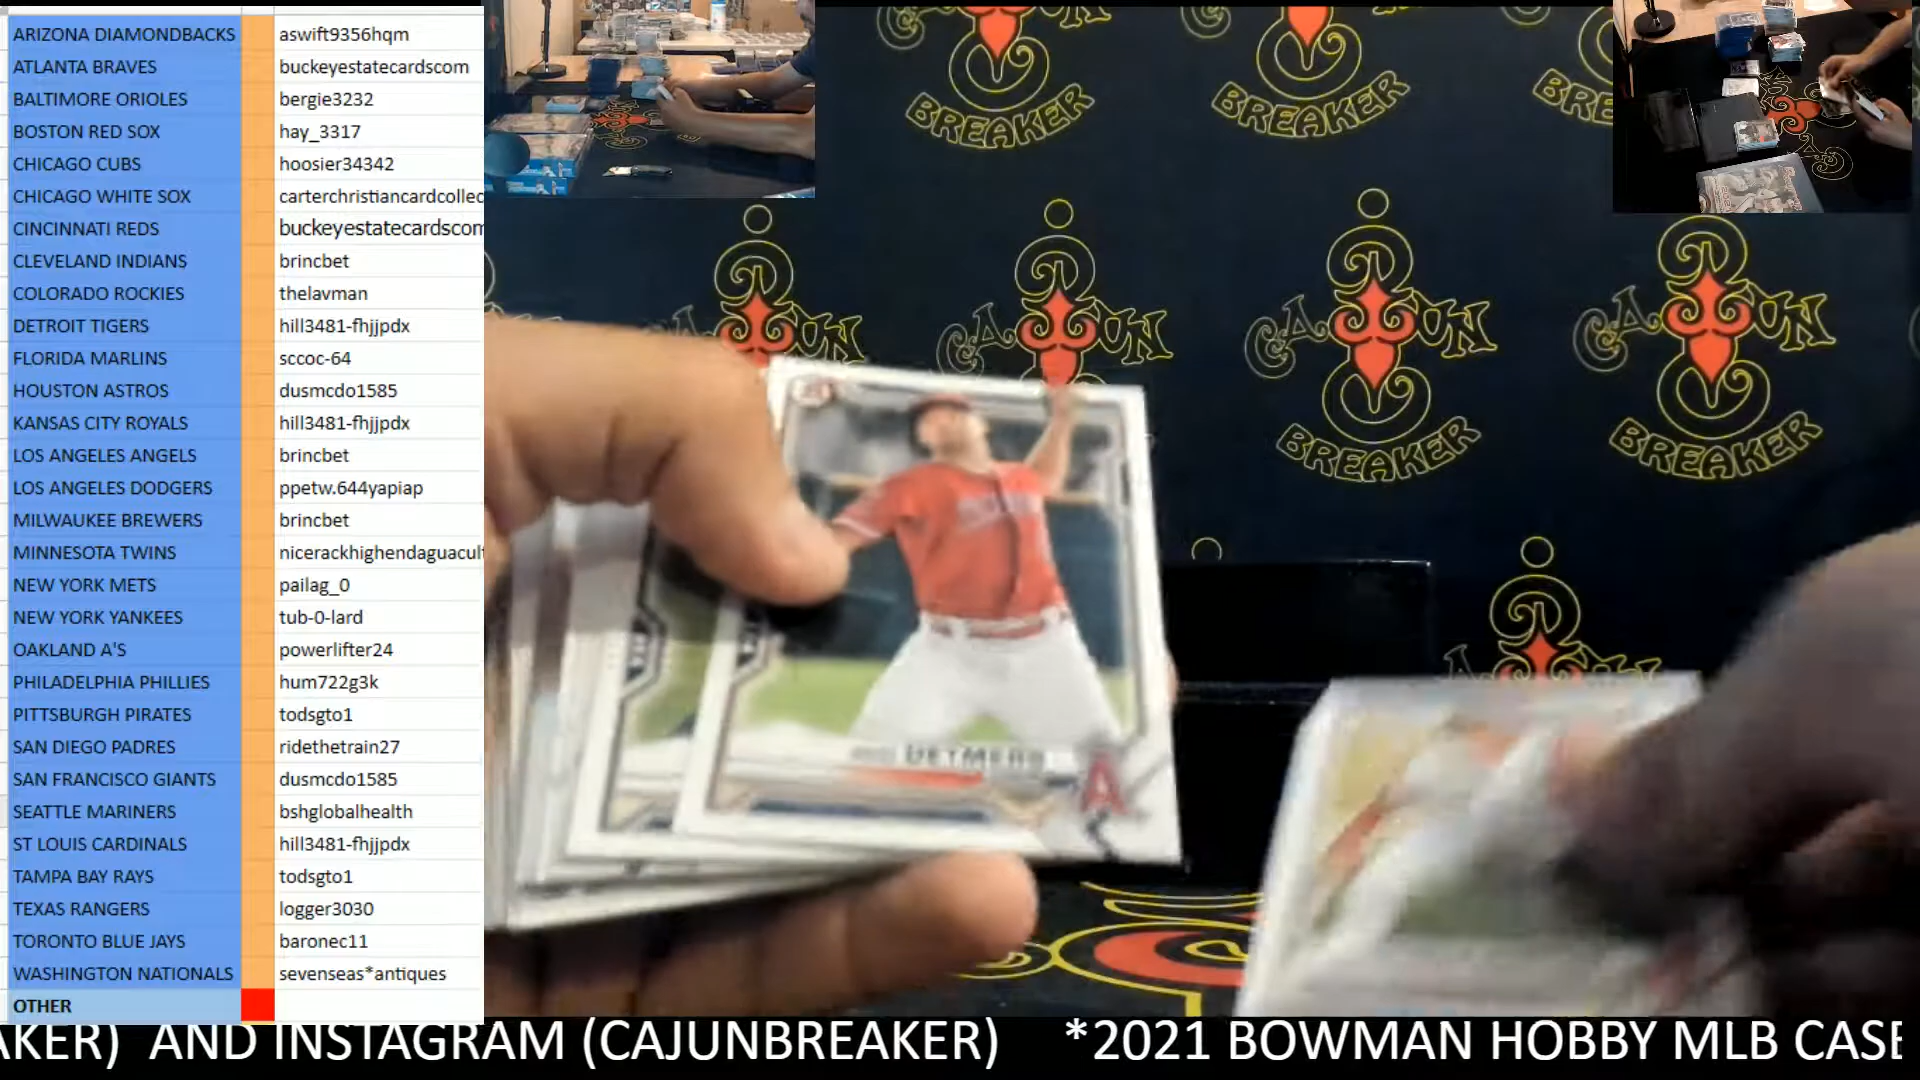 ARIZONA DIAMONDBACKS aswift9356hqm
ATLANTA BRAVES buckeyestatecardscom
BALTIMORE ORIOLES bergie3232
BOSTON RED SOX hay_3317
CHICAGO CUBS hoosier34342
CHICAGO WHITE SOX carterchristiancardcollec
CINCINNATI REDS buckeyestatecardscom
CLEVELAND INDIANS brincbet
COLORADO ROCKIES thelavman
DETROIT TIGERS hill3481-fhjjpdx
FLORIDA MARLINS sccoc-64
HOUSTON ASTROS dusmcdo1585
KANSAS CITY ROYALS hill3481-fhjjpdx
LOS ANGELES ANGELS brincbet
LOS ANGELES DODGERS ppetw.644yapiap
MILWAUKEE BREWERS brincbet
MINNESOTA TWINS nicerackhighendaguacult
NEW YORK METS pailag_0
NEW YORK YANKEES tub-0-lard
OAKLAND A'S powerlifter24
PHILADELPHIA PHILLIES hum722g3k
PITTSBURGH PIRATES todsgto1
SAN DIEGO PADRES ridethetrain27
SAN FRANCISCO GIANTS dusmcdo1585
SEATTLE MARINERS bshglobalhealth
ST LOUIS CARDINALS hill3481-fhjjpdx
TAMPA BAY RAYS todsgto1
TEXAS RANGERS logger3030
TORONTO BLUE JAYS baronec11
WASHINGTON NATIONALS sevenseas*antiques
OTHER
BREAKER
BREAKER
CAJUN
CAJUN
BREAKER
CAJUN
BREAKER
DETMERS
A
AKER) AND INSTAGRAM (CAJUNBREAKER) *2021 BOWMAN HOBBY MLB CASE